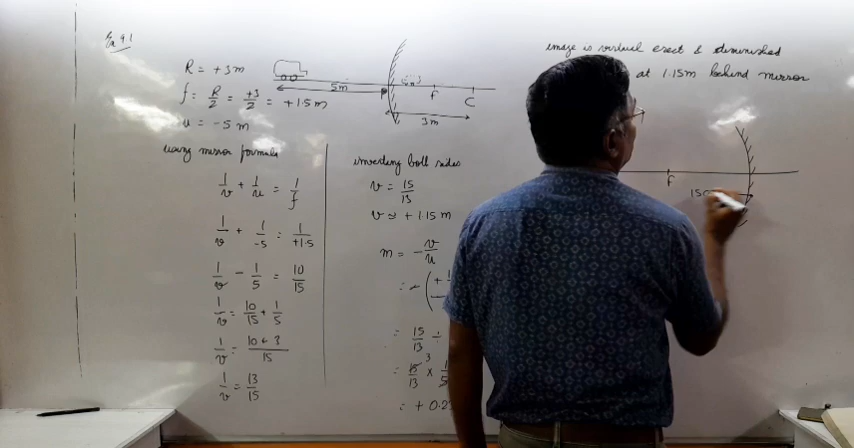 Ex 9.1
R = +3m
f = R/2 = +3/2 = +1.5m
u = -5m
using mirror formula
1/v + 1/u = 1/f
1/v + 1/-5 = 1/+1.5
1/v - 1/5 = 10/15
1/v = 10/15 + 1/5
1/v = 10+3/15
1/v = 13/15
5m
P
f
C
3m
inverting both sides
v = 15/13
v ≃ +1.15m
m = -v/u
= -(
= 15/13 ÷
= 15/13 ×
= + 0.2
image is virtual erect & diminished
at 1.15m behind mirror
f
15